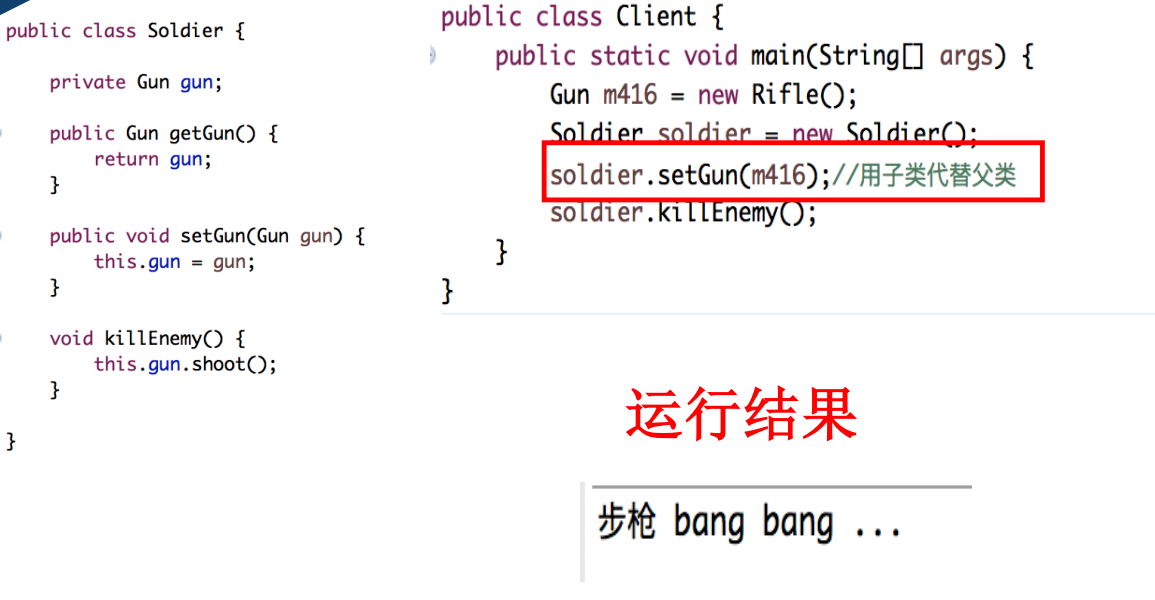 public class Soldier {
private Gun gun;
public Gun getGun() {
return gun;
}
public void setGun(Gun gun) {
this.gun = gun;
}
void killEnemy() {
this.gun.shoot();
}
}
public class Client {
public static void main(String[] args) {
Gun m416 = new Rifle();
Soldier soldier = new Soldier();
soldier.setGun(m416);//用子类代替父类
soldier.killEnemy();
}
}
运行结果
步枪 bang bang ...